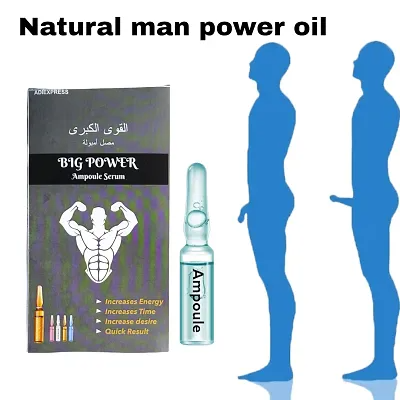 Natural man power oil
ADIEXPRESS
القوى الكبرى
مصل أمبولة
BIG POWER
Ampoule Serum
Increases Energy
Increases Time
Increase desire
Quick Result
Ampoule